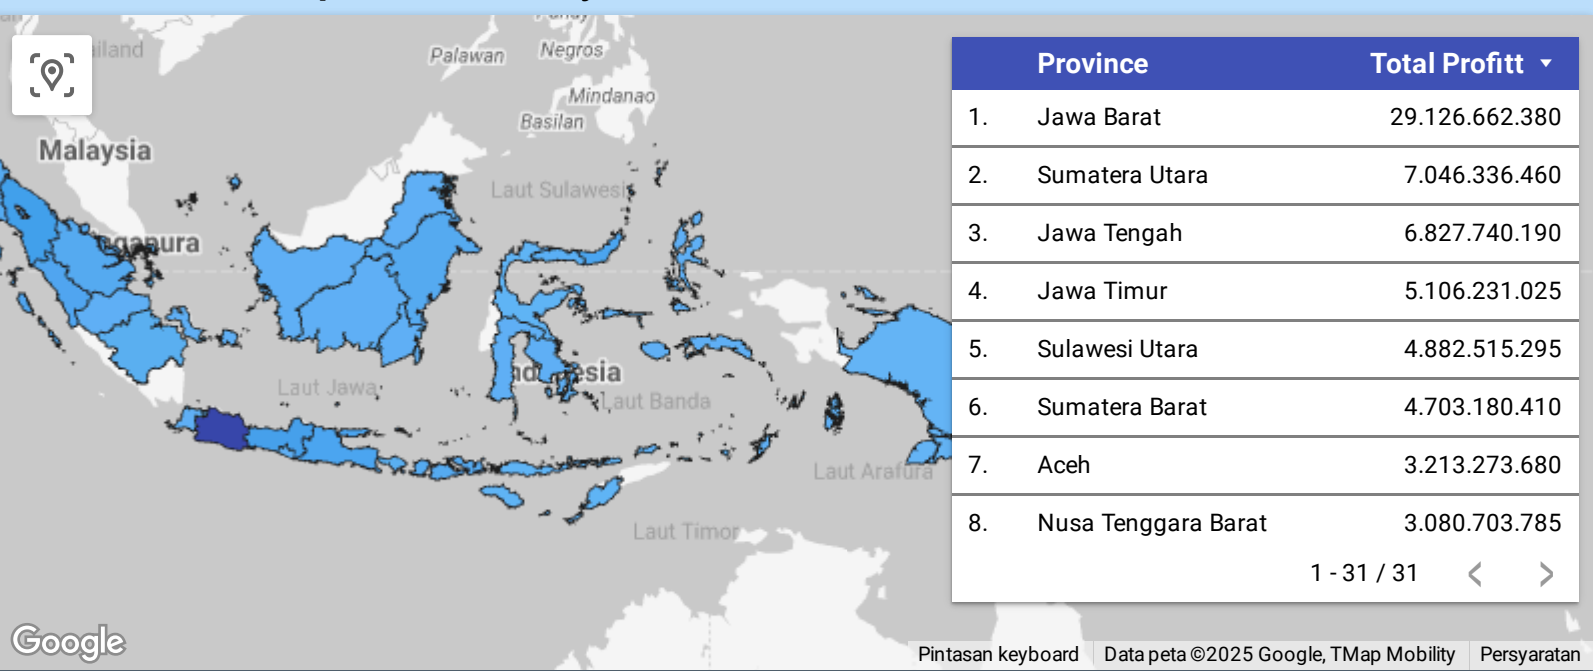 Palawan
Negros
Mindanao
Basilan
Malaysia
Laut Sulawesi
Laut Jawa
Laut Banda
Laut Arafura
Laut Timor
Province Total Profitt
1. Jawa Barat 29.126.662.380
2. Sumatera Utara 7.046.336.460
3. Jawa Tengah 6.827.740.190
4. Jawa Timur 5.106.231.025
5. Sulawesi Utara 4.882.515.295
6. Sumatera Barat 4.703.180.410
7. Aceh 3.213.273.680
8. Nusa Tenggara Barat 3.080.703.785
1 - 31 / 31
Google
Pintasan keyboard Data peta ©2025 Google, TMap Mobility Persyaratan